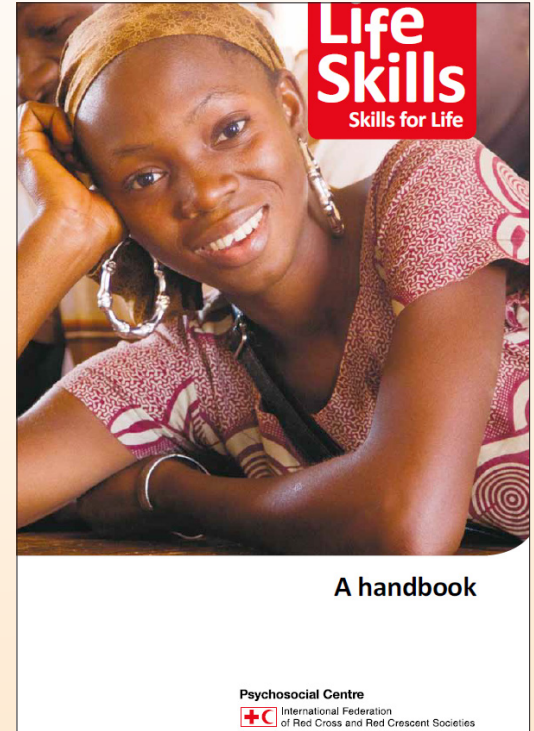 Life
Skills
Skills for Life
A handbook
Psychosocial Centre
International Federation
of Red Cross and Red Crescent Societies